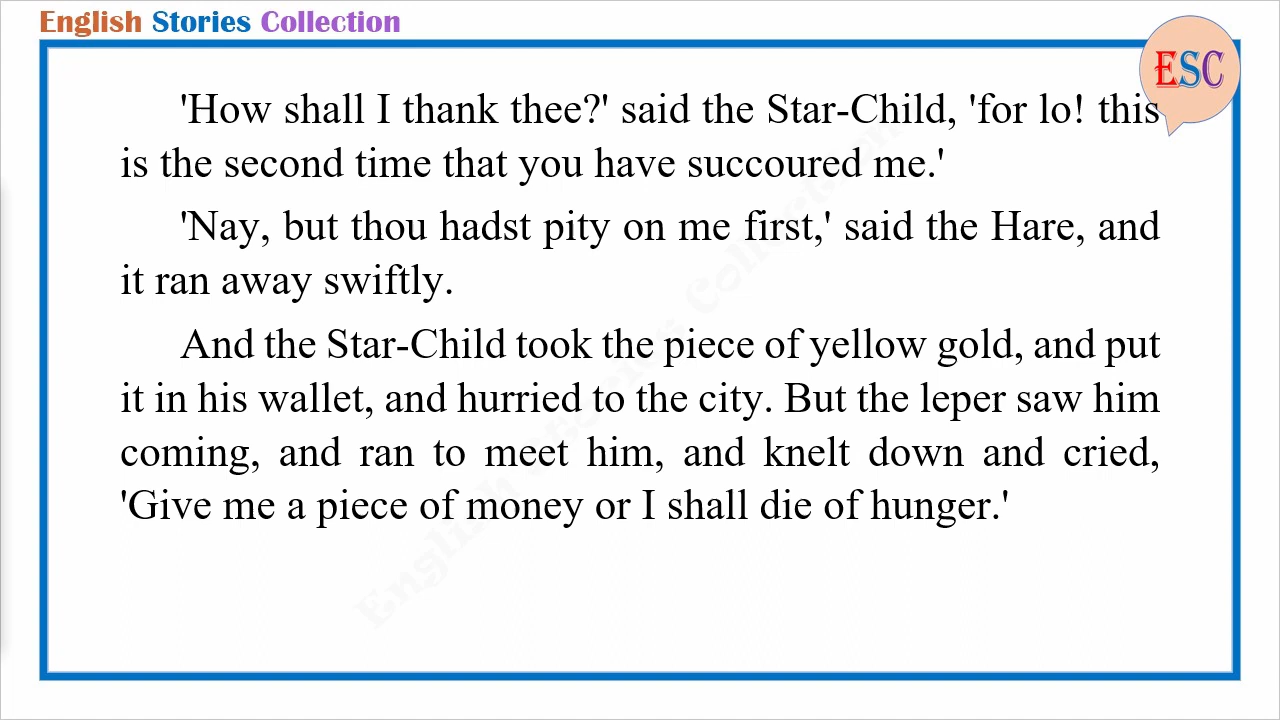 English Stories Collection
ESC
'How shall I thank thee?' said the Star-Child, 'for lo! this
is the second time that you have succoured me.'
'Nay, but thou hadst pity on me first,' said the Hare, and
it ran away swiftly.
And the Star-Child took the piece of yellow gold, and put
it in his wallet, and hurried to the city. But the leper saw him
coming, and ran to meet him, and knelt down and cried,
'Give me a piece of money or I shall die of hunger.'